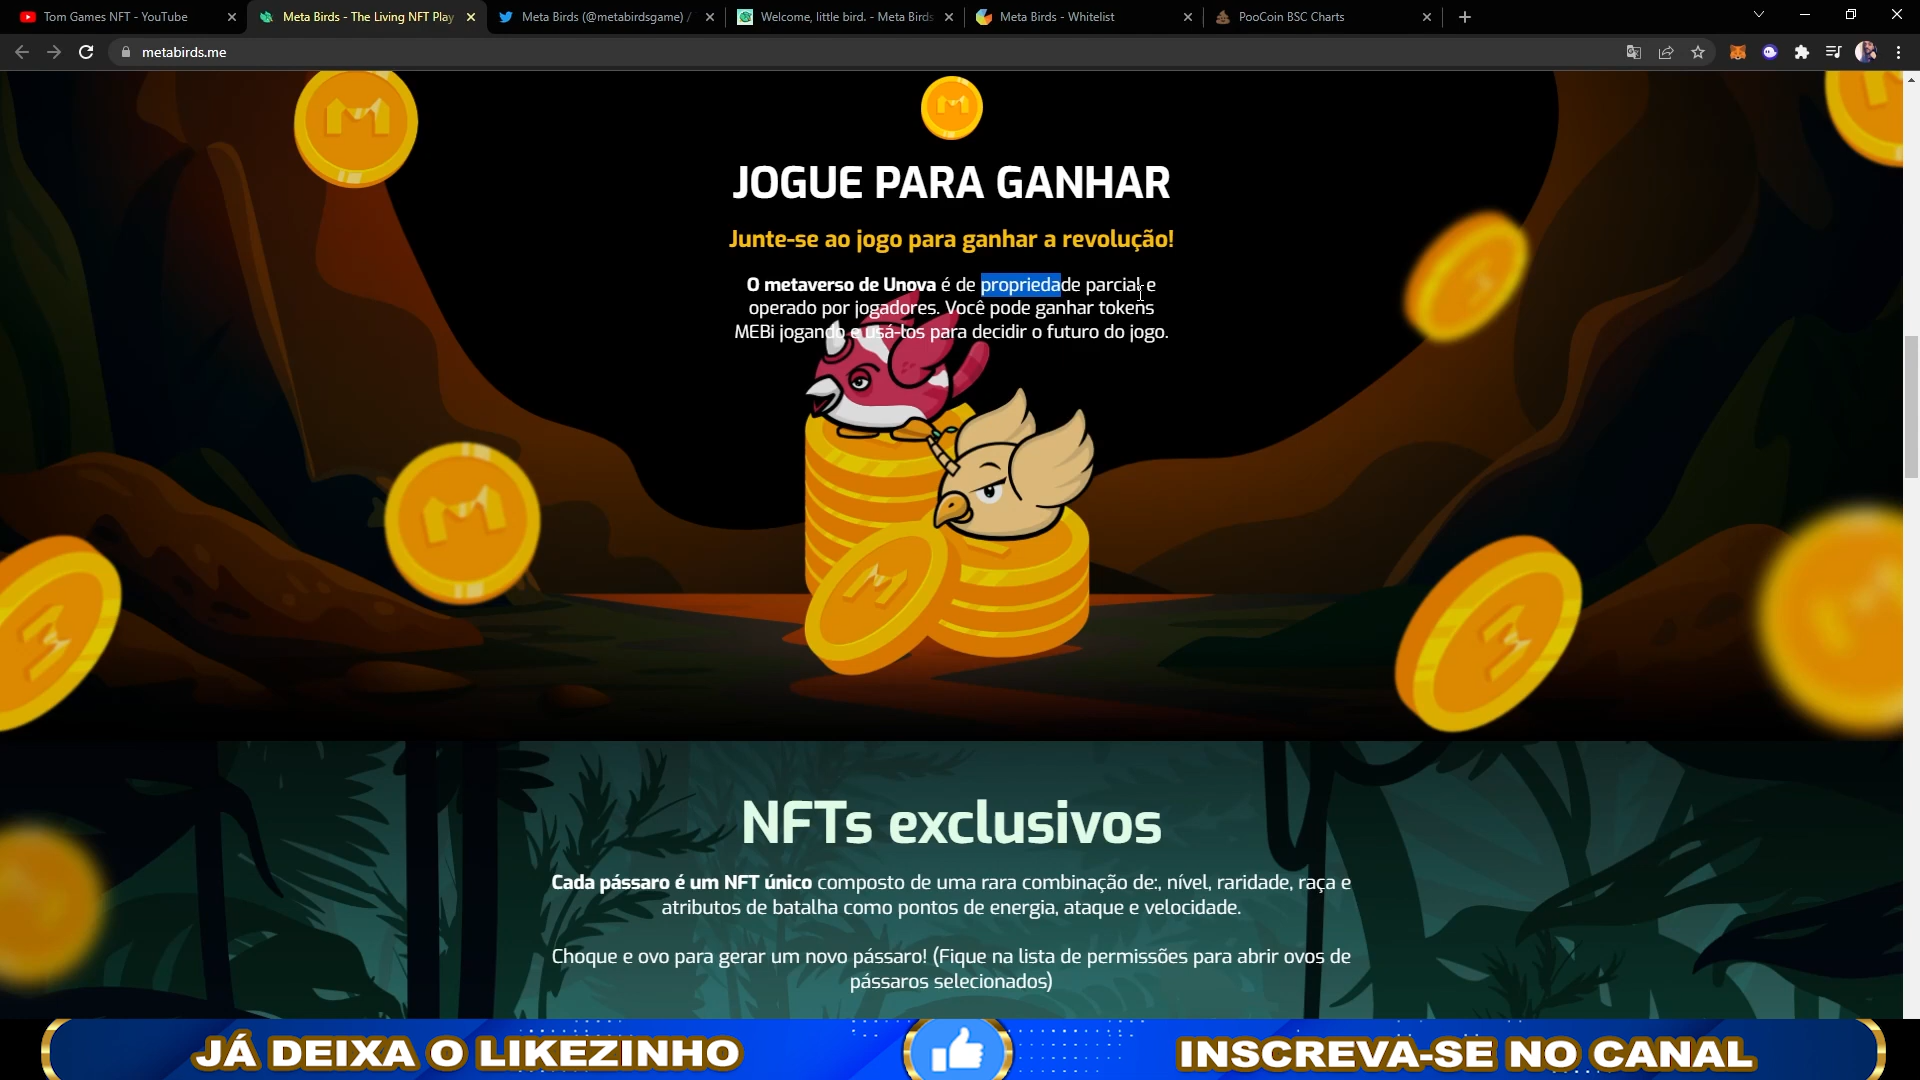 Tom Games NFT - YouTube
Meta Birds - The Living NFT Play
Meta Birds (@metabirdsgame) /
Welcome, little bird. - Meta Birds
Meta Birds - Whitelist
PooCoin BSC Charts
metabirds.me
JOGUE PARA GANHAR
Junte-se ao jogo para ganhar a revolução!
O metaverso de Unova é de propriedade parcial e
operado por jogadores. Você pode ganhar tokens
MEBi jogando e usá-los para decidir o futuro do jogo.
NFTs exclusivos
Cada pássaro é um NFT único composto de uma rara combinação de:, nível, raridade, raça e
atributos de batalha como pontos de energia, ataque e velocidade.
Choque e ovo para gerar um novo pássaro! (Fique na lista de permissões para abrir ovos de
pássaros selecionados)
JÁ DEIXA O LIKEZINHO
INSCREVA-SE NO CANAL